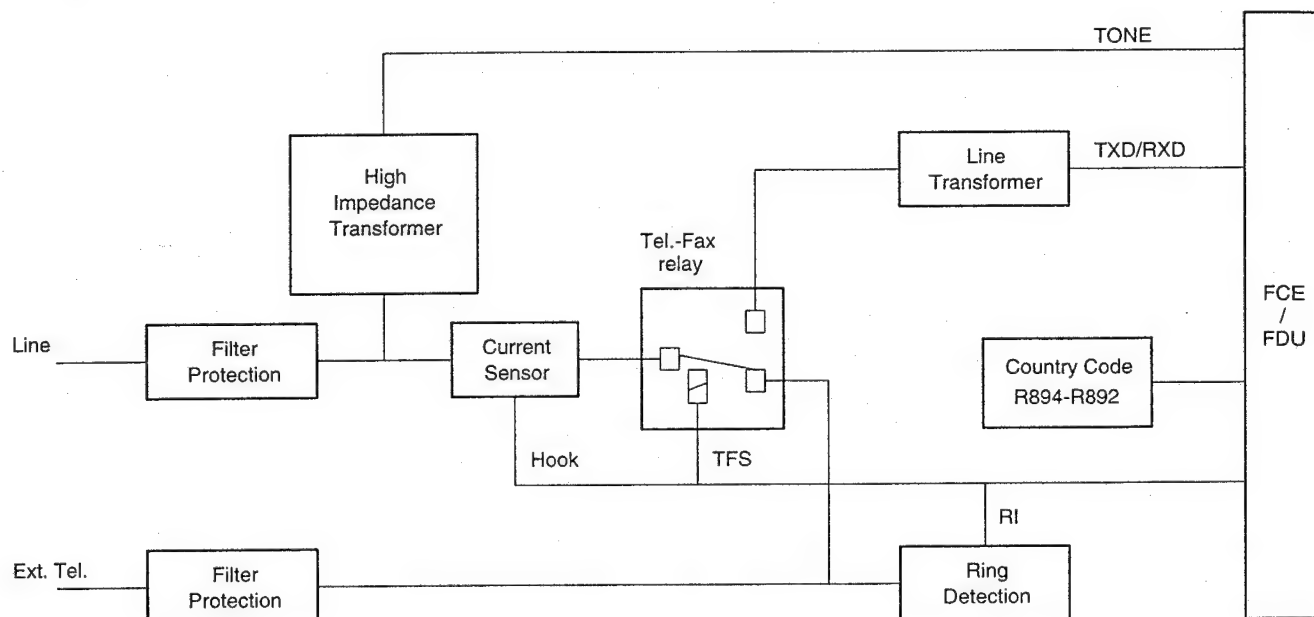 TONE
High
Impedance
Transformer
Line
Transformer
TXD/RXD
Tel.-Fax
relay
FCE
/
FDU
Line
Filter
Protection
Current
Sensor
Country Code
R894-R892
Hook
TFS
RI
Ext. Tel.
Filter
Protection
Ring
Detection